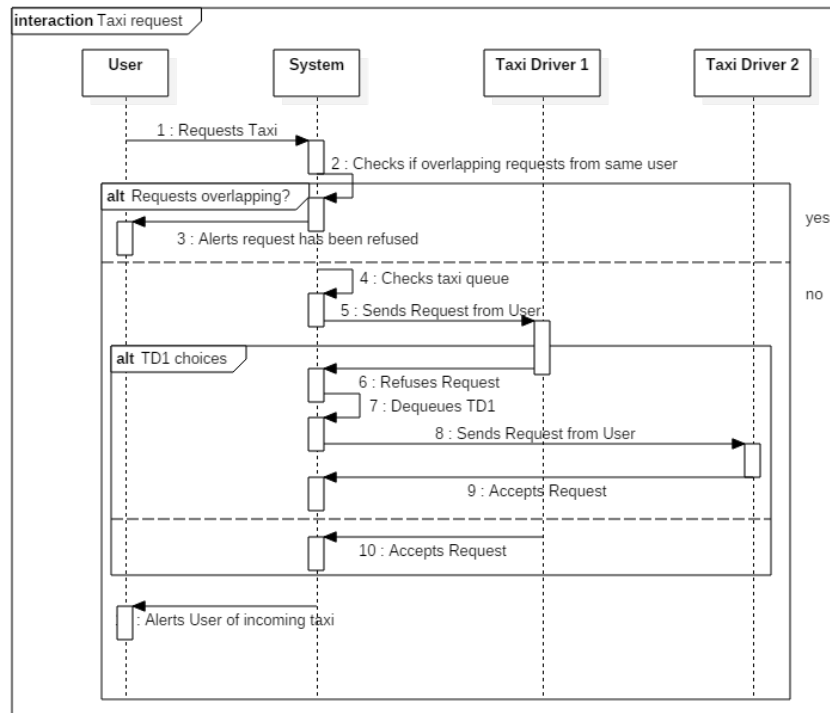 interaction Taxi request
User
System
Taxi Driver 1
Taxi Driver 2
1 : Requests Taxi
2 : Checks if overlapping requests from same user
alt Requests overlapping?
yes
3 : Alerts request has been refused
4 : Checks taxi queue
no
5 : Sends Request from User
alt TD1 choices
6 : Refuses Request
7 : Dequeues TD1
8 : Sends Request from User
9 : Accepts Request
10 : Accepts Request
: Alerts User of incoming taxi